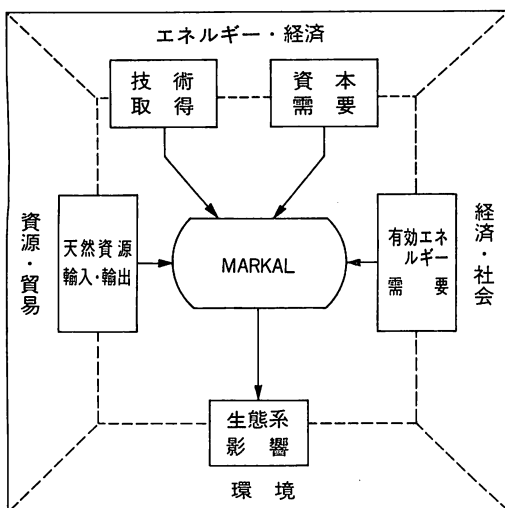 エネルギー・経済
技術
取得
資本
需要
資源・貿易
天然資源
輸入・輸出
MARKAL
有効エネ
ルギー
需要
経済・社会
生態系
影響
環境